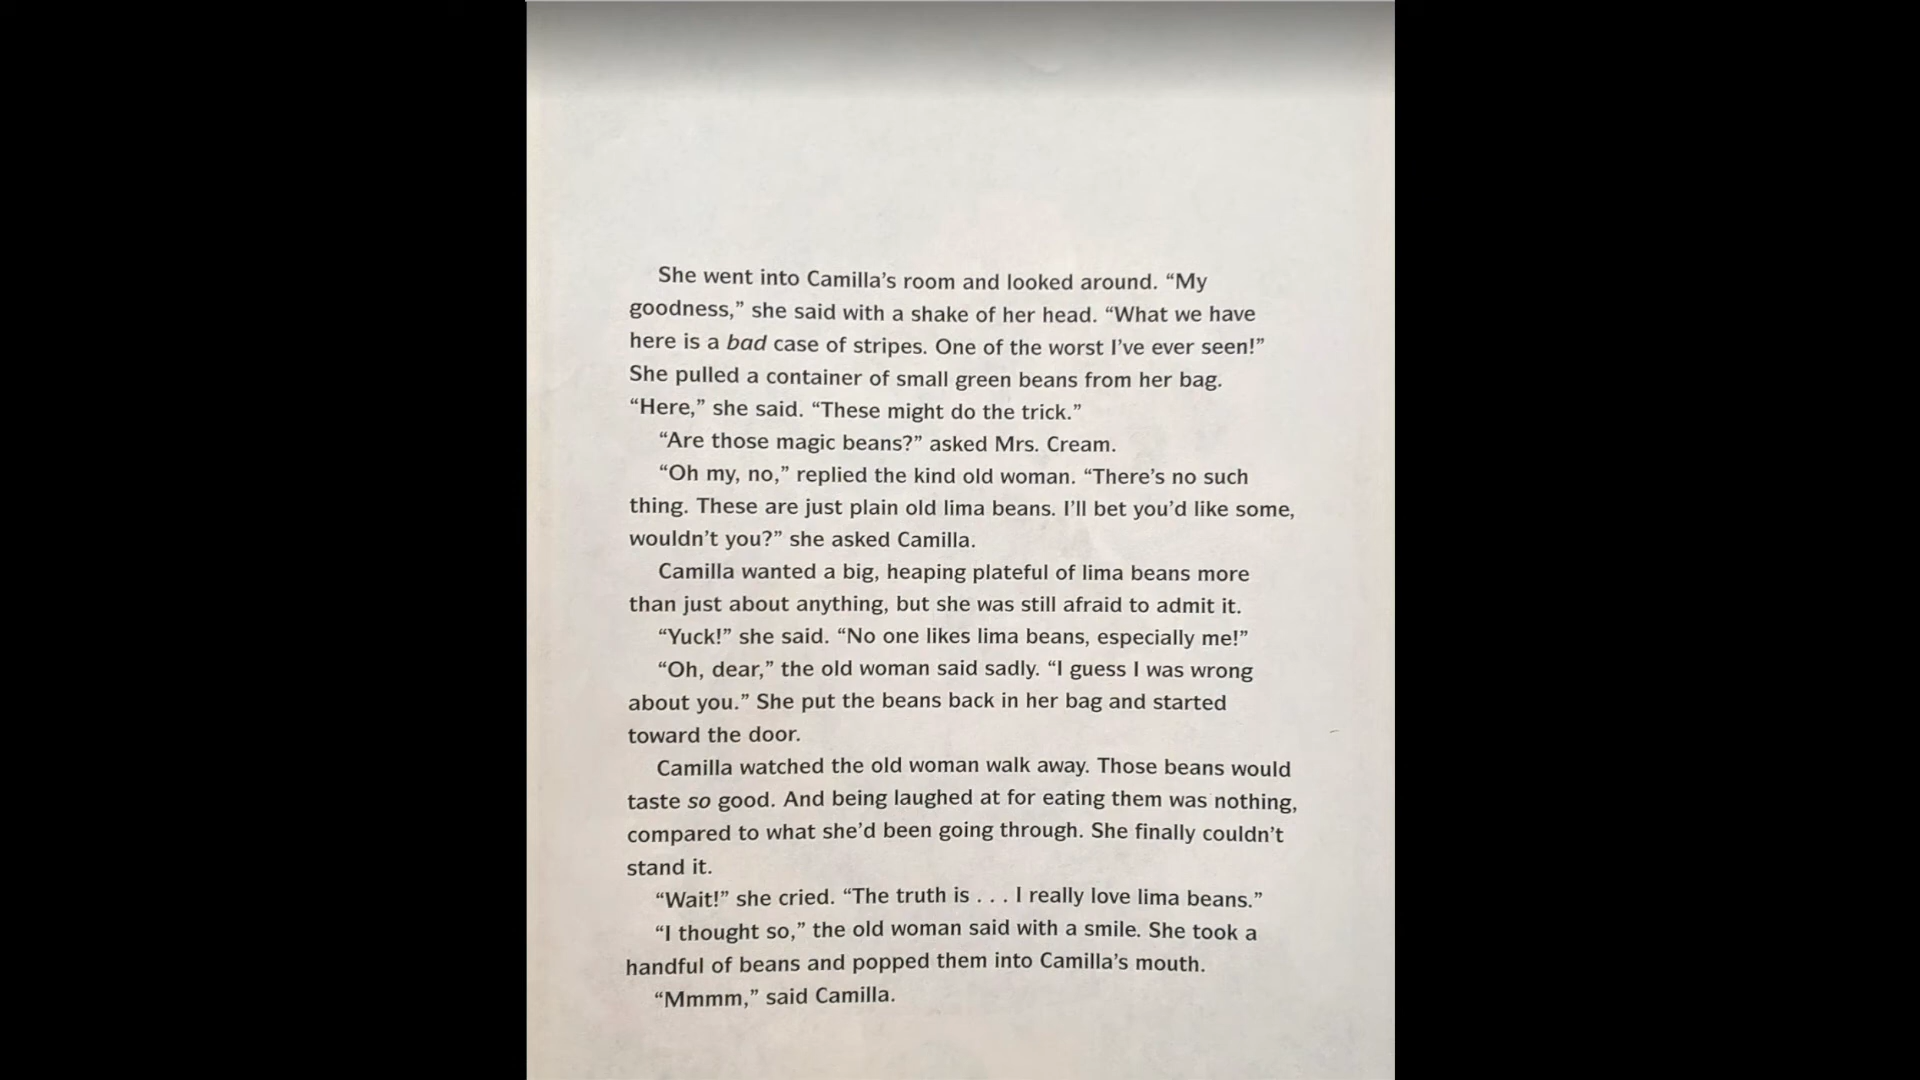 She went into Camilla’s room and looked around. “My
goodness,” she said with a shake of her head. “What we have
here is a bad case of stripes. One of the worst I’ve ever seen!”
She pulled a container of small green beans from her bag.
“Here,” she said. “These might do the trick.”
“Are those magic beans?” asked Mrs. Cream.
“Oh my, no,” replied the kind old woman. “There’s no such
thing. These are just plain old lima beans. I’ll bet you’d like some,
wouldn’t you?” she asked Camilla.
Camilla wanted a big, heaping plateful of lima beans more
than just about anything, but she was still afraid to admit it.
“Yuck!” she said. “No one likes lima beans, especially me!”
“Oh, dear,” the old woman said sadly. “I guess I was wrong
about you.” She put the beans back in her bag and started
toward the door.
Camilla watched the old woman walk away. Those beans would
taste so good. And being laughed at for eating them was nothing,
compared to what she’d been going through. She finally couldn’t
stand it.
“Wait!” she cried. “The truth is . . . I really love lima beans.”
“I thought so,” the old woman said with a smile. She took a
handful of beans and popped them into Camilla’s mouth.
“Mmmm,” said Camilla.